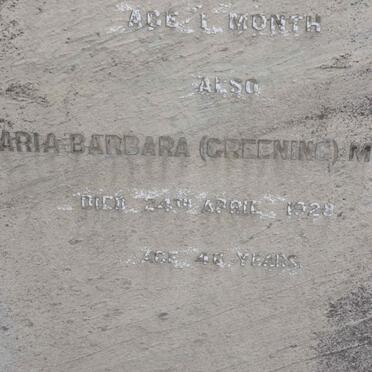 AGE 1 MONTH
ALSO
ARIA BARBARA (GREENING) M
DIED 24TH APRIL 1928
AGE 46 YEARS